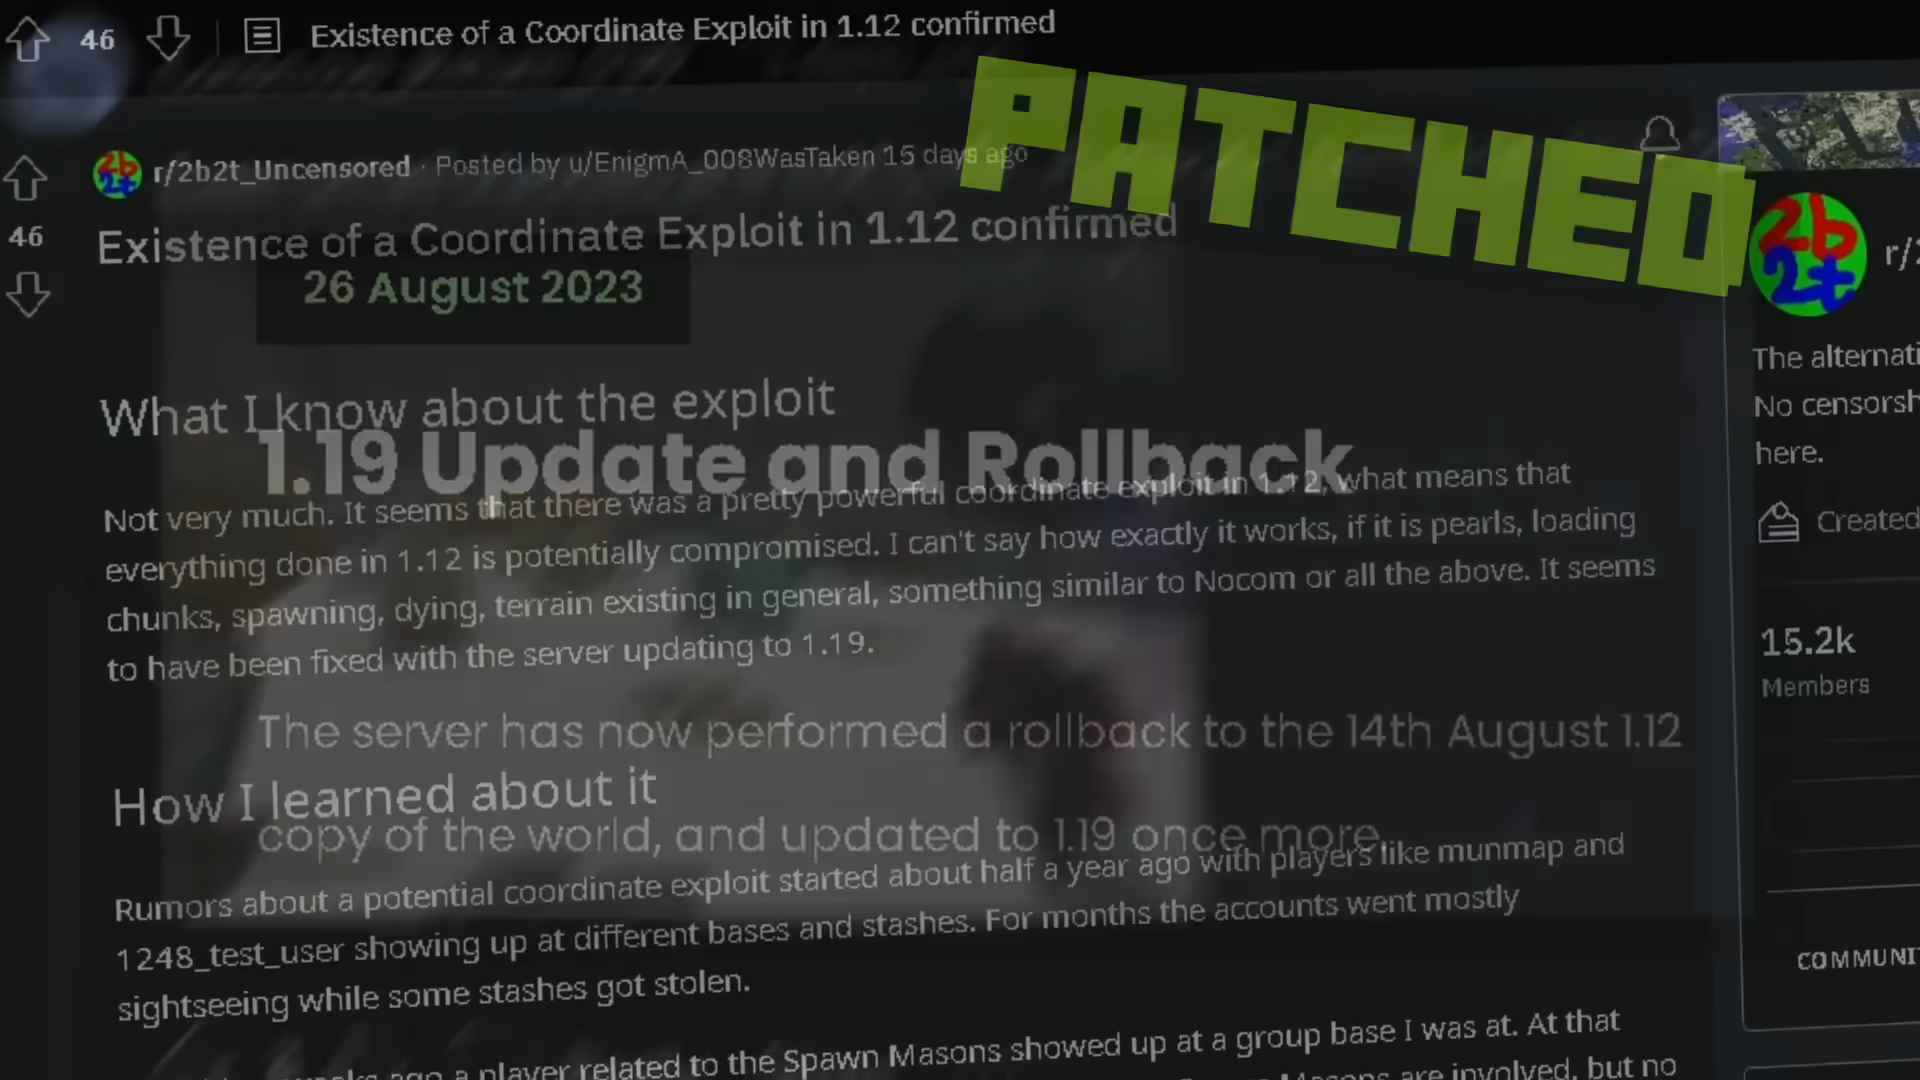 46
Existence of a Coordinate Exploit in 1.12 confirmed
PATCHED
r/2b2t_Uncensored · Posted by u/EnigmA_008WasTaken 15 days ago
46
Existence of a Coordinate Exploit in 1.12 confirmed
26 August 2023
What I know about the exploit
1.19 Update and Rollback
Not very much. It seems that there was a pretty powerful coordinate exploit in 1.12, what means that
everything done in 1.12 is potentially compromised. I can't say how exactly it works, if it is pearls, loading
chunks, spawning, dying, terrain existing in general, something similar to Nocom or all the above. It seems
to have been fixed with the server updating to 1.19.
The server has now performed a rollback to the 14th August 1.12
How I learned about it
copy of the world, and updated to 1.19 once more.
Rumors about a potential coordinate exploit started about half a year ago with players like munmap and
1248_test_user showing up at different bases and stashes. For months the accounts went mostly
sightseeing while some stashes got stolen.
ago a player related to the Spawn Masons showed up at a group base I was at. At that
are involved, but no
2b
2t
2b
2t
r/
The
No
here.
Created
15.2k
Members